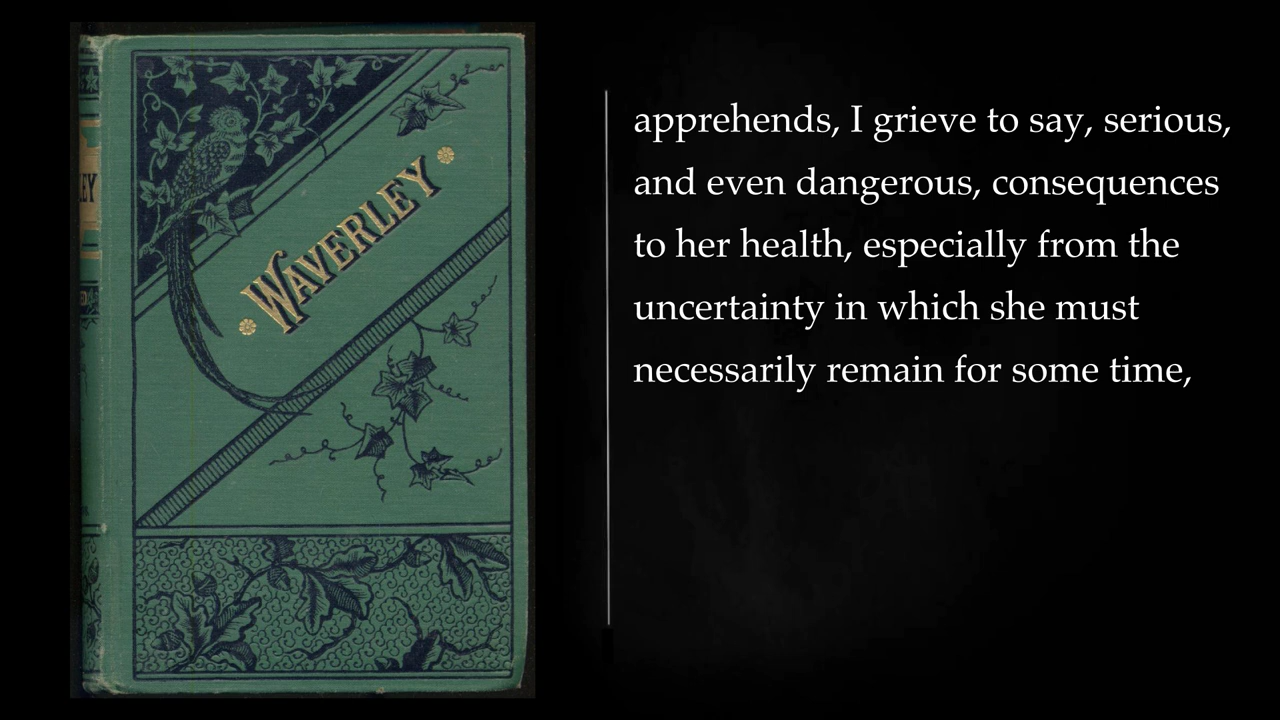 WAVERLEY
EY
apprehends, I grieve to say, serious,
and even dangerous, consequences
to her health, especially from the
uncertainty in which she must
necessarily remain for some time,